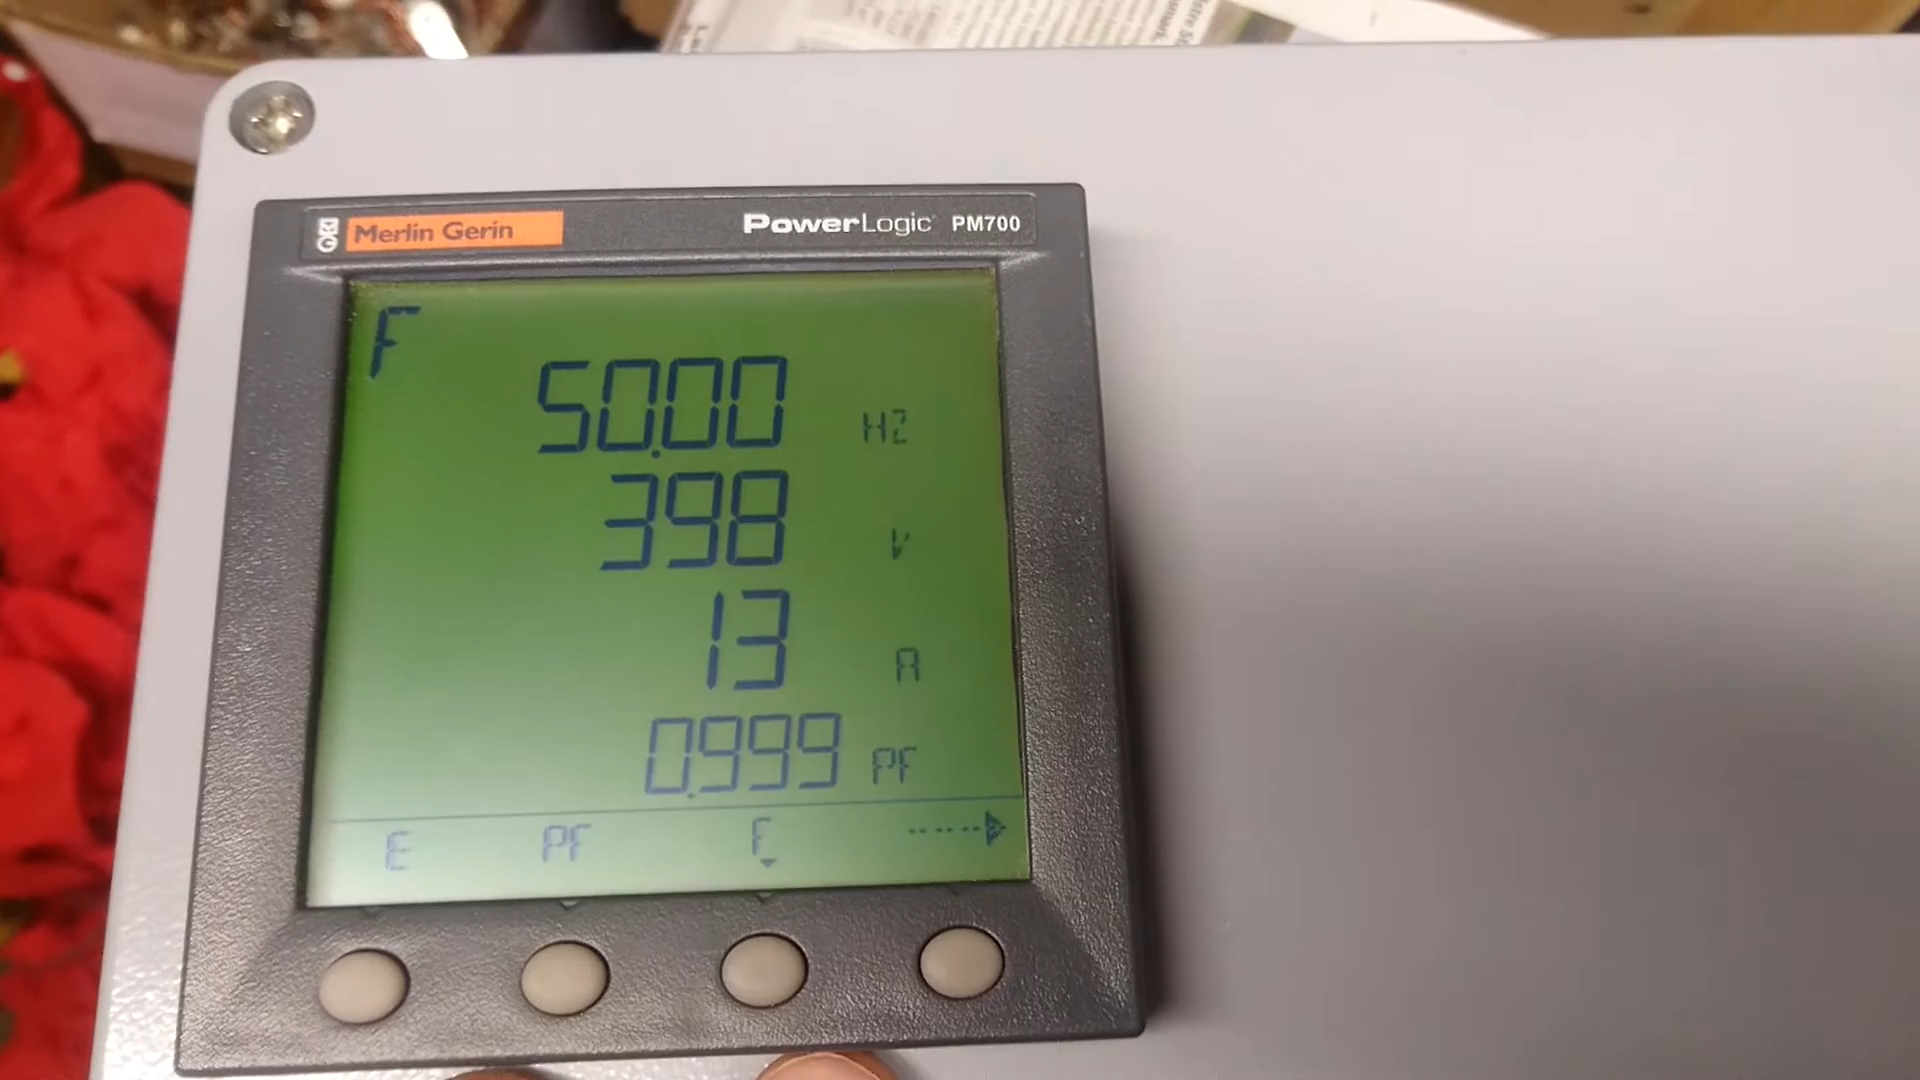 Merlin Gerin
PowerLogic PM700
F
50.00 HZ
398 V
13 A
0.999 PF
E PF F